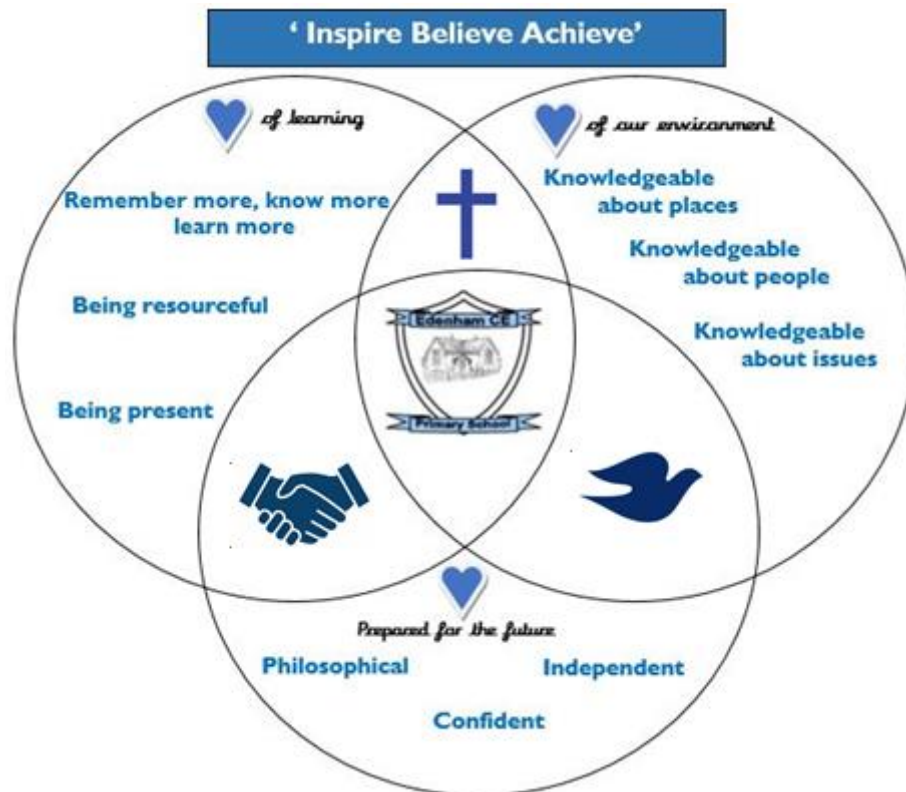 ‘ Inspire Believe Achieve’
of learning
of our environment
Remember more, know more
learn more
Being resourceful
Being present
Knowledgeable
about places
Knowledgeable
about people
Knowledgeable
about issues
Edenham CE
Primary School
Prepared for the future
Philosophical
Independent
Confident